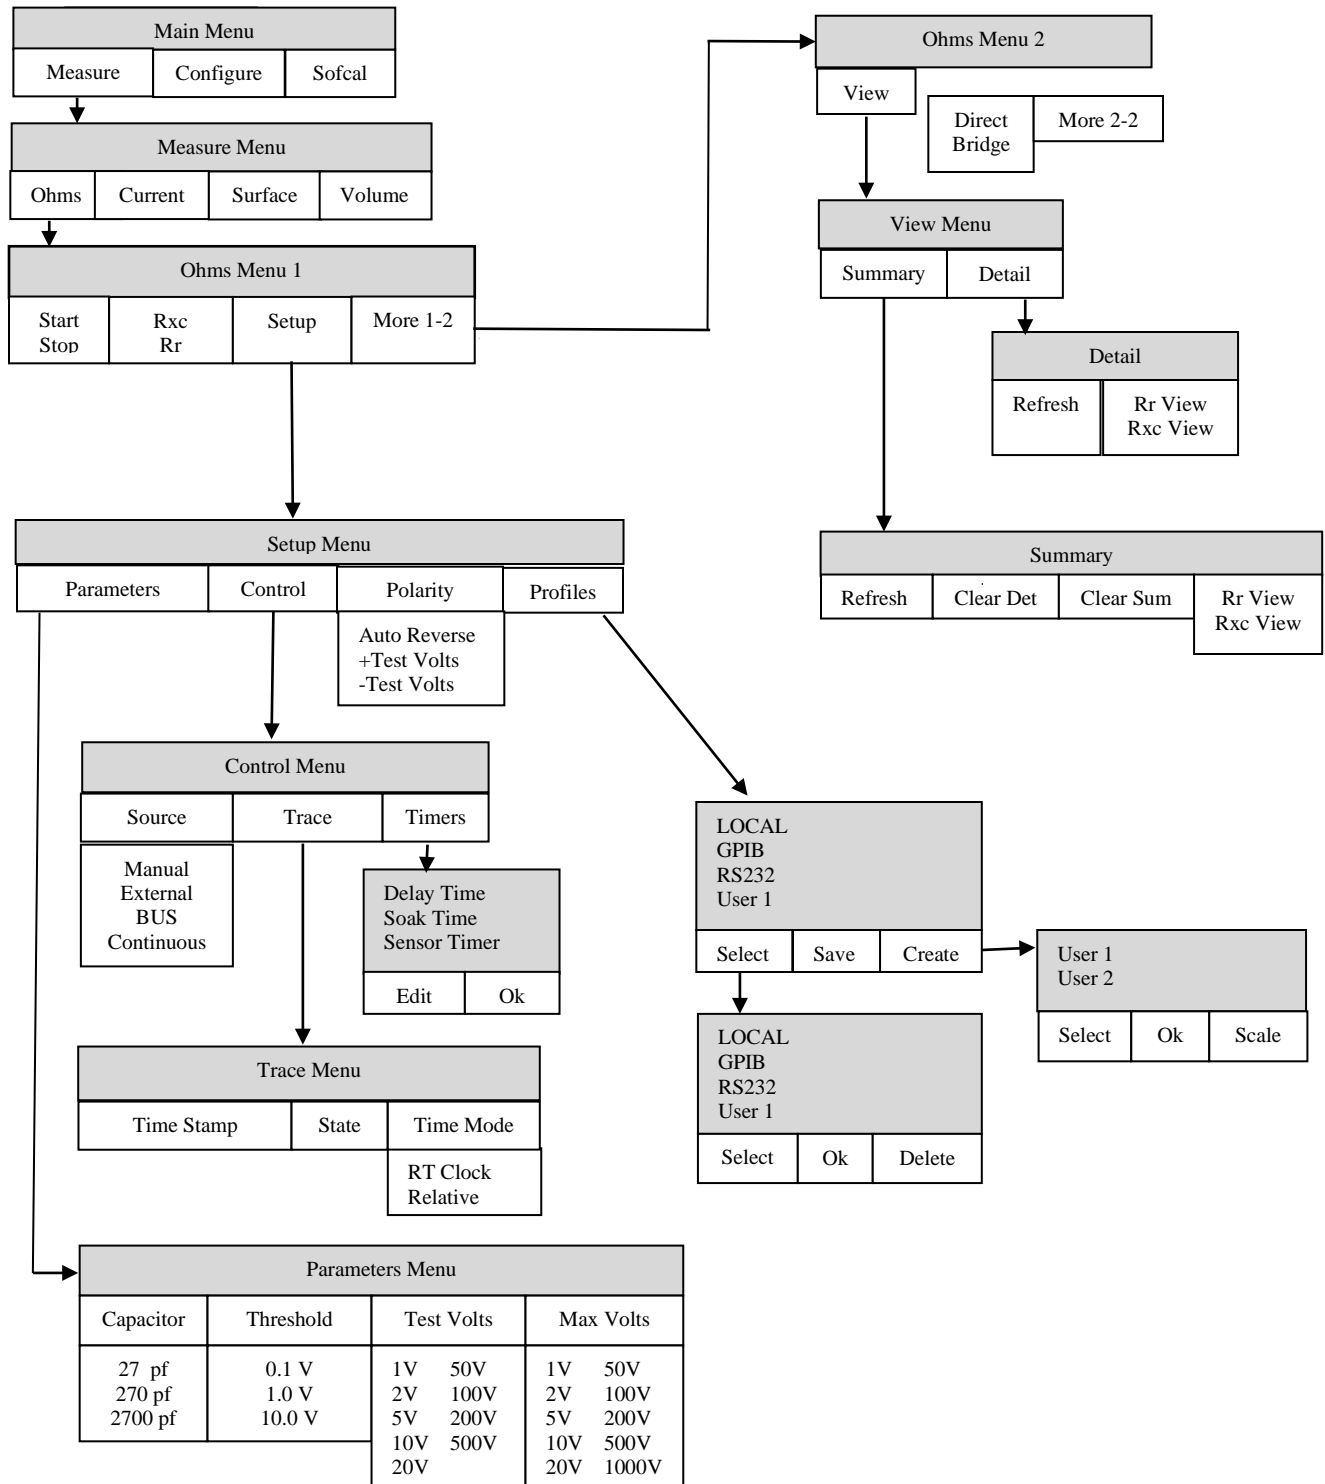 Main Menu
Measure Configure Sofcal
Measure Menu
Ohms Current Surface Volume
Ohms Menu 1
Start Rxc Setup More 1-2
Stop Rr
Ohms Menu 2
View
Direct More 2-2
Bridge
View Menu
Summary Detail
Detail
Refresh Rr View
Rxc View
Summary
Refresh Clear Det Clear Sum Rr View
Rxc View
Setup Menu
Parameters Control Polarity Profiles
Auto Reverse
+Test Volts
-Test Volts
Control Menu
Source Trace Timers
Manual
External
BUS
Continuous
Delay Time
Soak Time
Sensor Timer
Edit Ok
LOCAL
GPIB
RS232
User 1
Select Save Create
User 1
User 2
Select Ok Scale
LOCAL
GPIB
RS232
User 1
Select Ok Delete
Trace Menu
Time Stamp State Time Mode
RT Clock
Relative
Parameters Menu
Capacitor Threshold Test Volts Max Volts
27 pf 0.1 V 1V 50V 1V 50V
270 pf 1.0 V 2V 100V 2V 100V
2700 pf 10.0 V 5V 200V 5V 200V
10V 500V 10V 500V
20V 20V 1000V